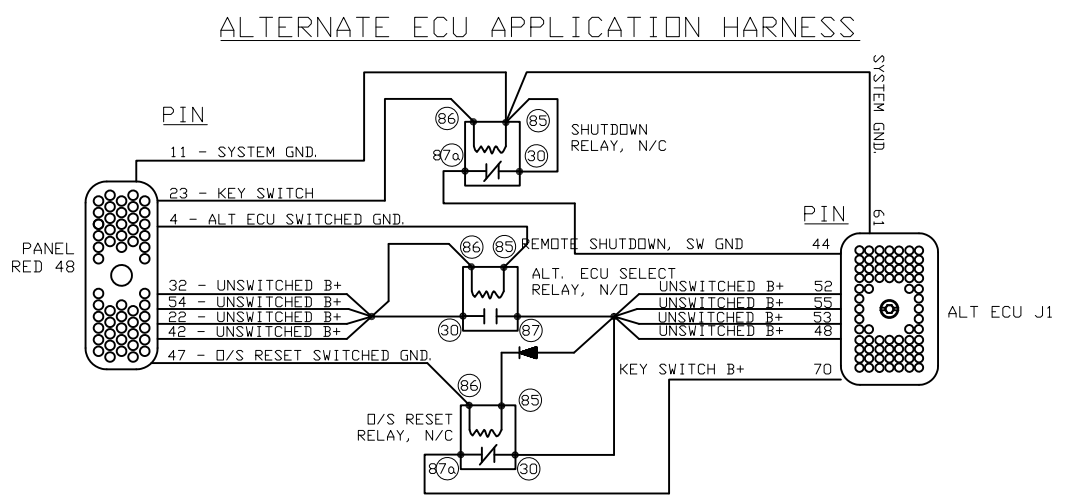 ALTERNATE ECU APPLICATION HARNESS
SYSTEM GND.
PIN
86
85
SHUTDOWN
RELAY, N/C
11 - SYSTEM GND.
87a
30
23 - KEY SWITCH
PIN
61
4 - ALT ECU SWITCHED GND.
86
85
REMOTE SHUTDOWN, SW GND
44
PANEL
RED 48
ALT. ECU SELECT
RELAY, N/O
32 - UNSWITCHED B+
54 - UNSWITCHED B+
22 - UNSWITCHED B+
42 - UNSWITCHED B+
UNSWITCHED B+ 52
UNSWITCHED B+ 55
UNSWITCHED B+ 53
UNSWITCHED B+ 48
ALT ECU J1
30
87
47 - O/S RESET SWITCHED GND.
KEY SWITCH B+ 70
86
85
O/S RESET
RELAY, N/C
87a
30